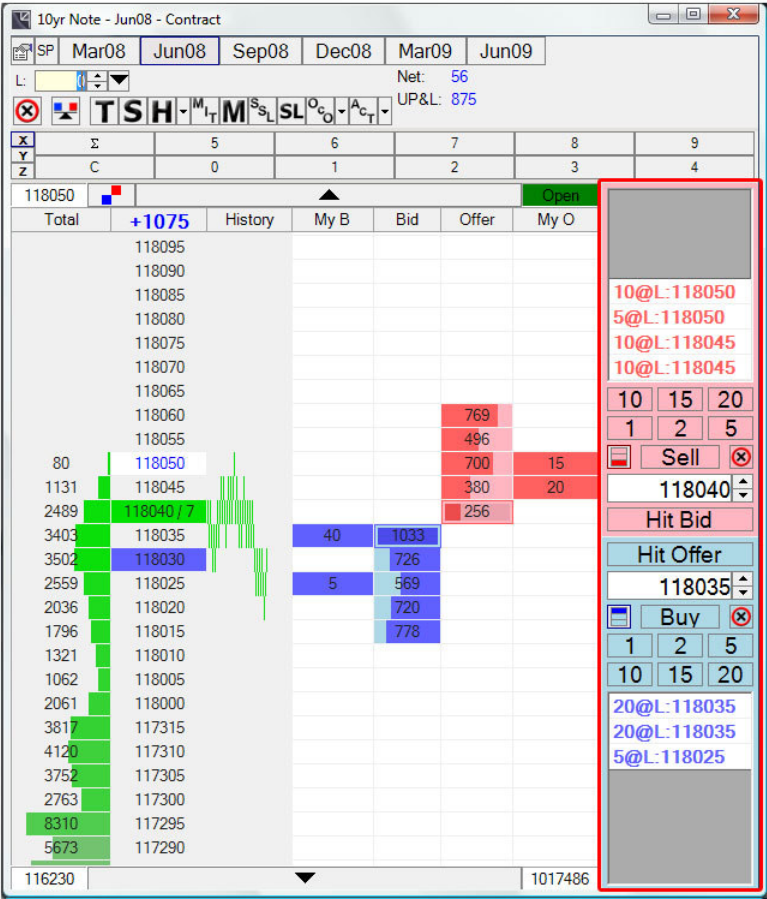 10yr Note - Jun08 - Contract
SP Mar08 Jun08 Sep08 Dec08 Mar09 Jun09
L: 0 Net: 56
UP&L: 875
T S H - MIT M SSL SL OCO - ACT -
X Σ 5 6 7 8 9
Y
Z C 0 1 2 3 4
118050 Open
Total +1075 History My B Bid Offer My O
118095
118090
118085
118080
118075
118070
118065
118060 769
118055 496
80 118050 700 15
1131 118045 380 20
2489 118040 / 7 256
3403 118035 40 1033
3502 118030 726
2559 118025 5 569
2036 118020 720
1796 118015 778
1321 118010
1062 118005
2061 118000
3817 117315
4120 117310
3752 117305
2763 117300
8310 117295
5673 117290
116230 1017486
10@L:118050
5@L:118050
10@L:118045
10@L:118045
10 15 20
1 2 5
Sell
118040
Hit Bid
Hit Offer
118035
Buy
1 2 5
10 15 20
20@L:118035
20@L:118035
5@L:118025